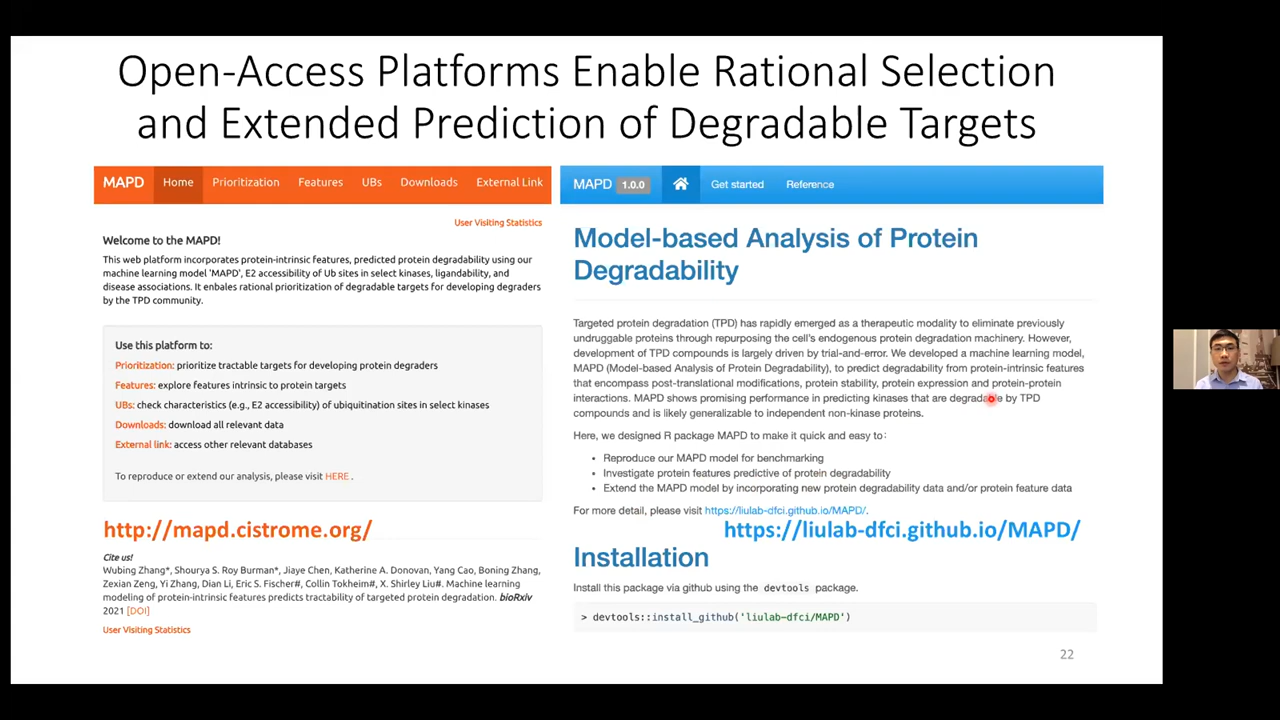 Open-Access Platforms Enable Rational Selection
and Extended Prediction of Degradable Targets
MAPD Home Prioritization Features UBs Downloads External Link
User Visiting Statistics
Welcome to the MAPD!
This web platform incorporates protein-intrinsic features, predicted protein degradability using our
machine learning model 'MAPD', E2 accessibility of Ub sites in select kinases, ligandability, and
disease associations. It enbales rational prioritization of degradable targets for developing degraders
by the TPD community.
Use this platform to:
Prioritization: prioritize tractable targets for developing protein degraders
Features: explore features intrinsic to protein targets
UBs: check characteristics (e.g., E2 accessibility) of ubiquitination sites in select kinases
Downloads: download all relevant data
External link: access other relevant databases
To reproduce or extend our analysis, please visit HERE .
http://mapd.cistrome.org/
Cite us!
Wubing Zhang*, Shourya S. Roy Burman*, Jiaye Chen, Katherine A. Donovan, Yang Cao, Boning Zhang,
Zexian Zeng, Yi Zhang, Dian Li, Eric S. Fischer#, Collin Tokheim#, X. Shirley Liu#. Machine learning
modeling of protein-intrinsic features predicts tractability of targeted protein degradation. bioRxiv
2021 [DOI]
User Visiting Statistics
MAPD 1.0.0 Get started Reference
Model-based Analysis of Protein
Degradability
Targeted protein degradation (TPD) has rapidly emerged as a therapeutic modality to eliminate previously
undruggable proteins through repurposing the cell's endogenous protein degradation machinery. However,
development of TPD compounds is largely driven by trial-and-error. We developed a machine learning model,
MAPD (Model-based Analysis of Protein Degradability), to predict degradability from protein-intrinsic features
that encompass post-translational modifications, protein stability, protein expression and protein-protein
interactions. MAPD shows promising performance in predicting kinases that are degradable by TPD
compounds and is likely generalizable to independent non-kinase proteins.
Here, we designed R package MAPD to make it quick and easy to:
• Reproduce our MAPD model for benchmarking
• Investigate protein features predictive of protein degradability
• Extend the MAPD model by incorporating new protein degradability data and/or protein feature data
For more detail, please visit https://liulab-dfci.github.io/MAPD/.
https://liulab-dfci.github.io/MAPD/
Installation
Install this package via github using the devtools package.
> devtools::install_github('liulab-dfci/MAPD')
22